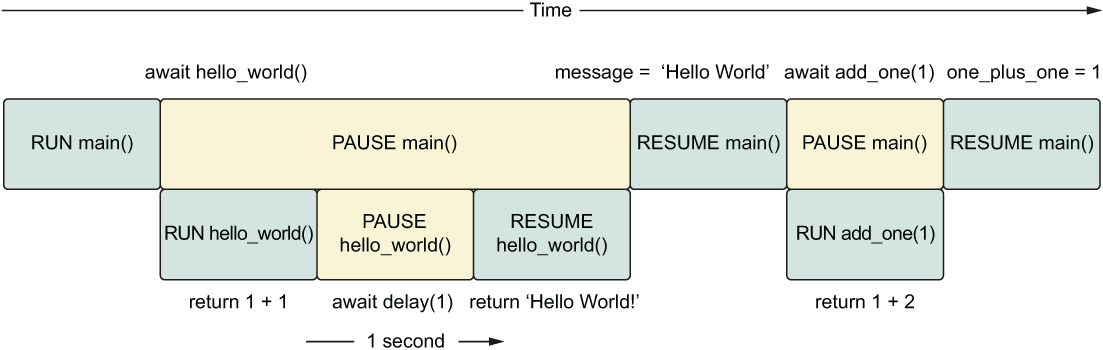 Time
await hello_world()
message = ‘Hello World’
await add_one(1)
one_plus_one = 1
RUN main()
PAUSE main()
RESUME main()
PAUSE main()
RESUME main()
RUN hello_world()
PAUSE
hello_world()
RESUME
hello_world()
RUN add_one(1)
return 1 + 1
await delay(1)
return ‘Hello World!’
return 1 + 2
1 second